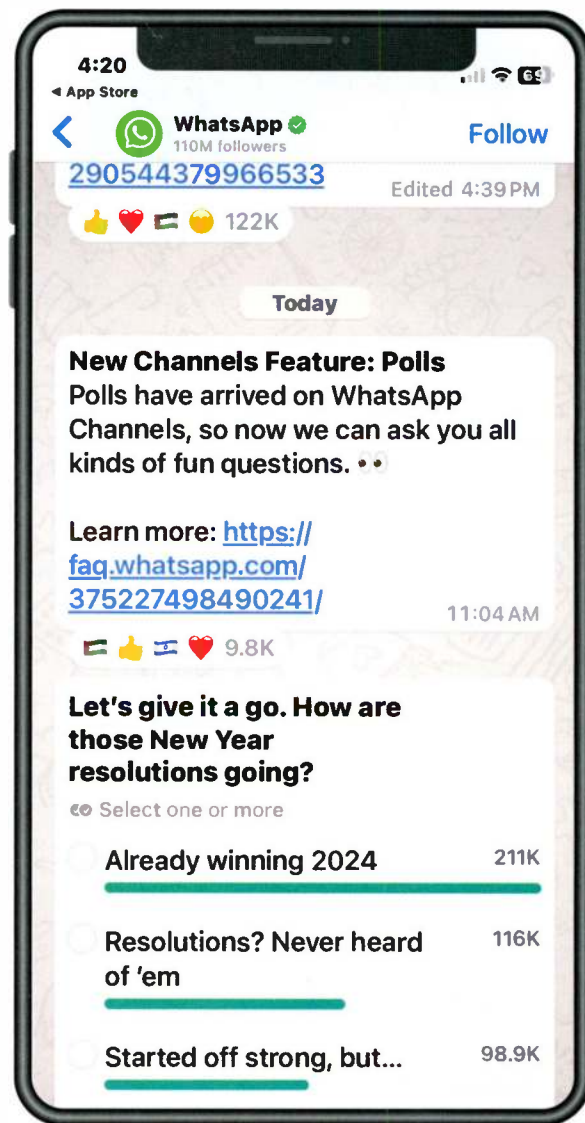 4:20
69
◀ App Store
WhatsApp
Follow
110M followers
290544379966533
Edited 4:39 PM
122K
Today
New Channels Feature: Polls
Polls have arrived on WhatsApp
Channels, so now we can ask you all
kinds of fun questions. 👀
Learn more: https://
faq.whatsapp.com/
375227498490241/
11:04 AM
9.8K
Let's give it a go. How are
those New Year
resolutions going?
Select one or more
Already winning 2024
211K
Resolutions? Never heard
116K
of 'em
Started off strong, but...
98.9K